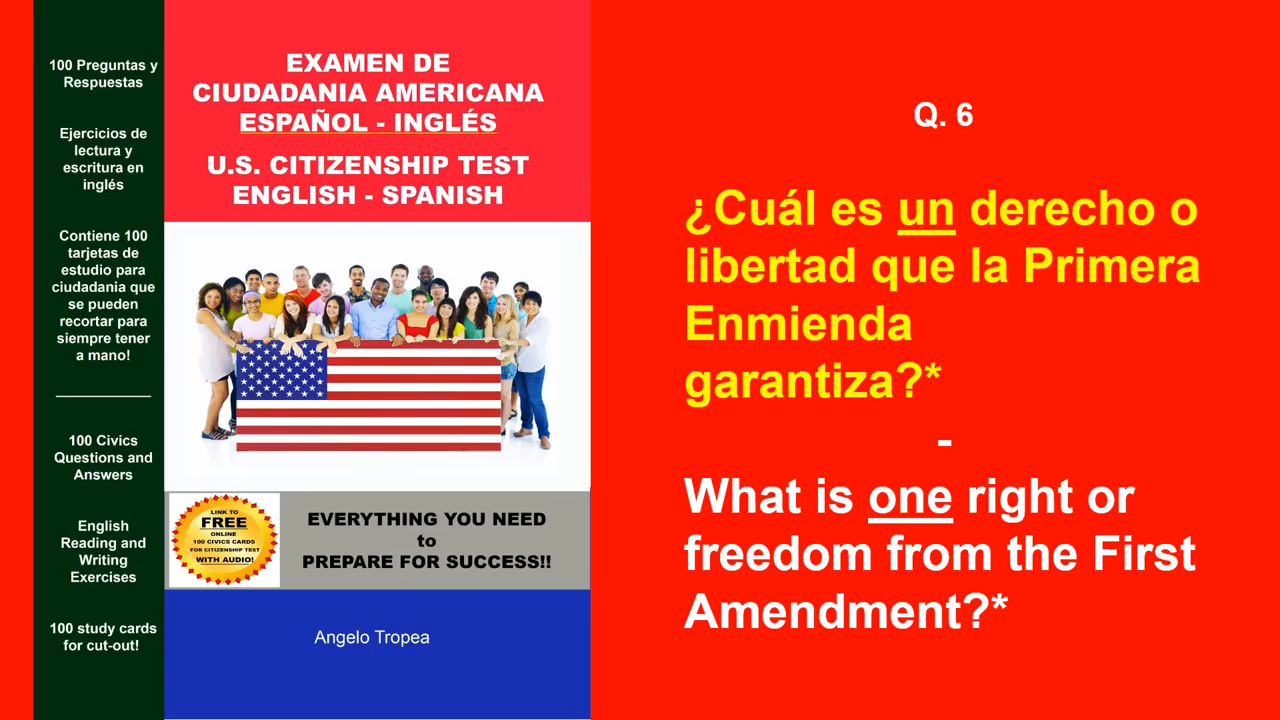 100 Preguntas y
Respuestas
Ejercicios de
lectura y
escritura en
inglés
Contiene 100
tarjetas de
estudio para
ciudadania que
se pueden
recortar para
siempre tener
a mano!
100 Civics
Questions and
Answers
English
Reading and
Writing
Exercises
100 study cards
for cut-out!
EXAMEN DE
CIUDADANIA AMERICANA
ESPAÑOL - INGLÉS
U.S. CITIZENSHIP TEST
ENGLISH - SPANISH
LINK TO
FREE
ONLINE
100 CIVICS CARDS
FOR CITIZENSHIP TEST
WITH AUDIO!
EVERYTHING YOU NEED
to
PREPARE FOR SUCCESS!!
Angelo Tropea
Q. 6
¿Cuál es un derecho o
libertad que la Primera
Enmienda
garantiza?*
-
What is one right or
freedom from the First
Amendment?*